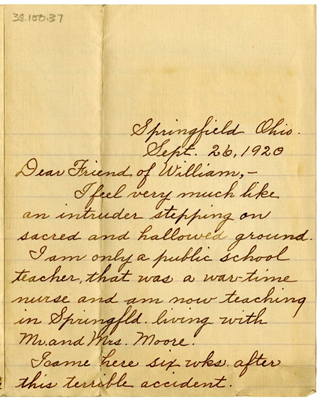 38.100.37
Springfield Ohio.
Sept. 26, 1920
Dear Friend of William,-
I feel very much like
an intruder stepping on
sacred and hallowed ground.
I am only a public school
teacher, that was a war-time
nurse and am now teaching
in Springfld. living with
Mr. and Mrs. Moore.
I came here six wks. after
this terrible accident.